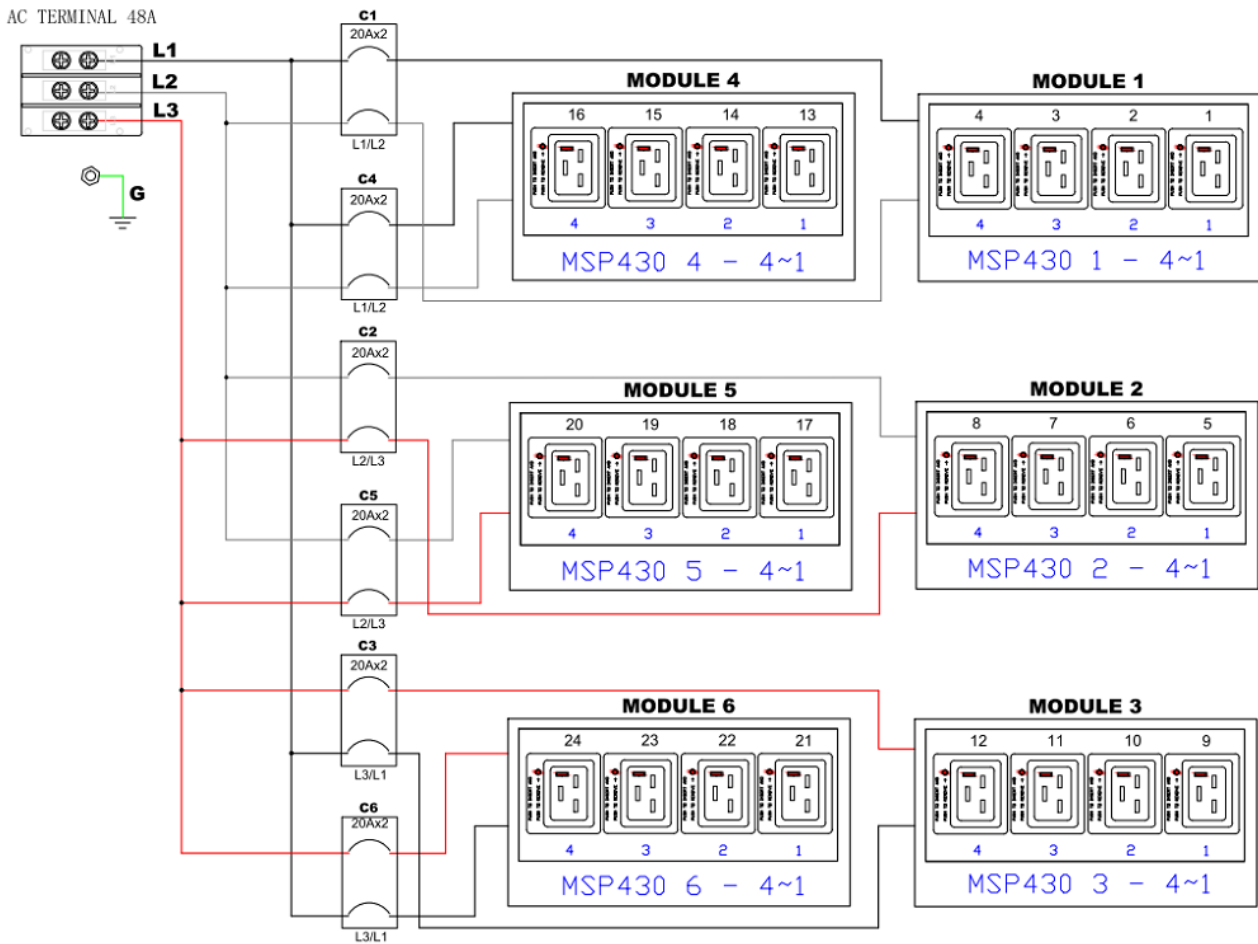 AC TERMINAL 48A
L1
L2
L3
G
C1
20Ax2
L1/L2
C4
20Ax2
L1/L2
C2
20Ax2
L2/L3
C5
20Ax2
L2/L3
C3
20Ax2
L3/L1
C6
20Ax2
L3/L1
MODULE 4
16 15 14 13
4 3 2 1
MSP430 4 - 4~1
MODULE 1
4 3 2 1
4 3 2 1
MSP430 1 - 4~1
MODULE 5
20 19 18 17
4 3 2 1
MSP430 5 - 4~1
MODULE 2
8 7 6 5
4 3 2 1
MSP430 2 - 4~1
MODULE 6
24 23 22 21
4 3 2 1
MSP430 6 - 4~1
MODULE 3
12 11 10 9
4 3 2 1
MSP430 3 - 4~1